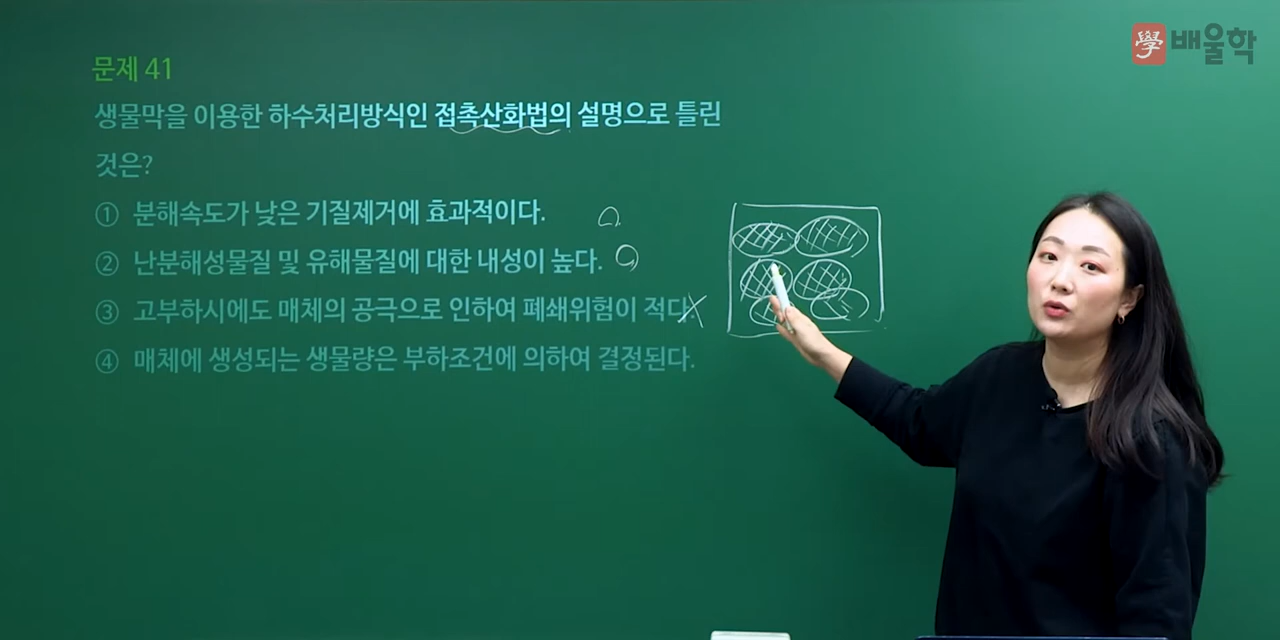 學 배울학
문제 41
생물막을 이용한 하수처리방식인 접촉산화법의 설명으로 틀린
것은?
① 분해속도가 낮은 기질제거에 효과적이다.
② 난분해성물질 및 유해물질에 대한 내성이 높다.
③ 고부하시에도 매체의 공극으로 인하여 폐쇄위험이 적다
④ 매체에 생성되는 생물량은 부하조건에 의하여 결정된다.